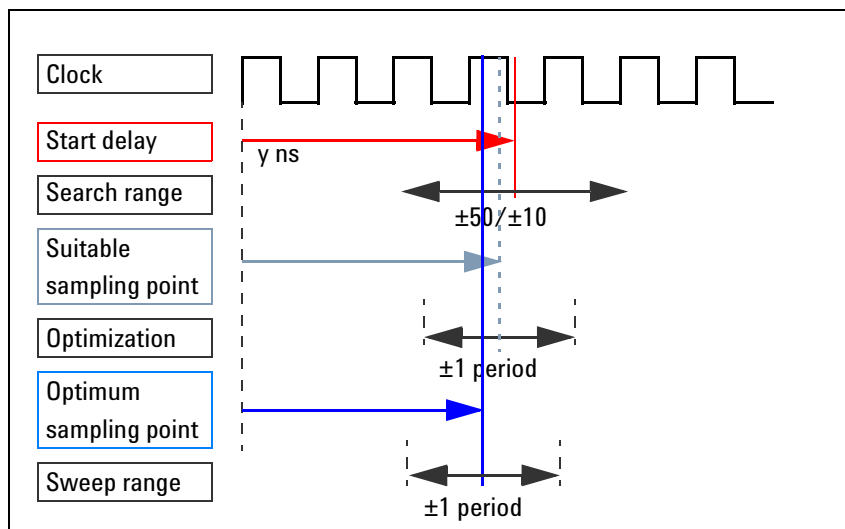 Clock
Start delay
y ns
Search range
±50/±10
Suitable
sampling point
Optimization
±1 period
Optimum
sampling point
Sweep range
±1 period